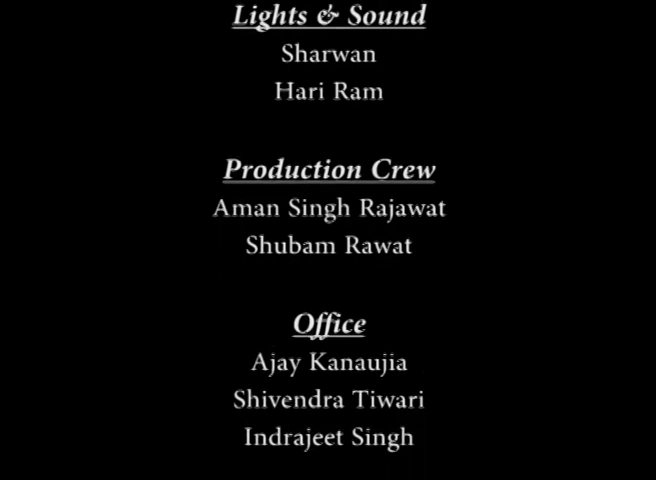 Lights & Sound
Sharwan
Hari Ram
Production Crew
Aman Singh Rajawat
Shubam Rawat
Office
Ajay Kanaujia
Shivendra Tiwari
Indrajeet Singh